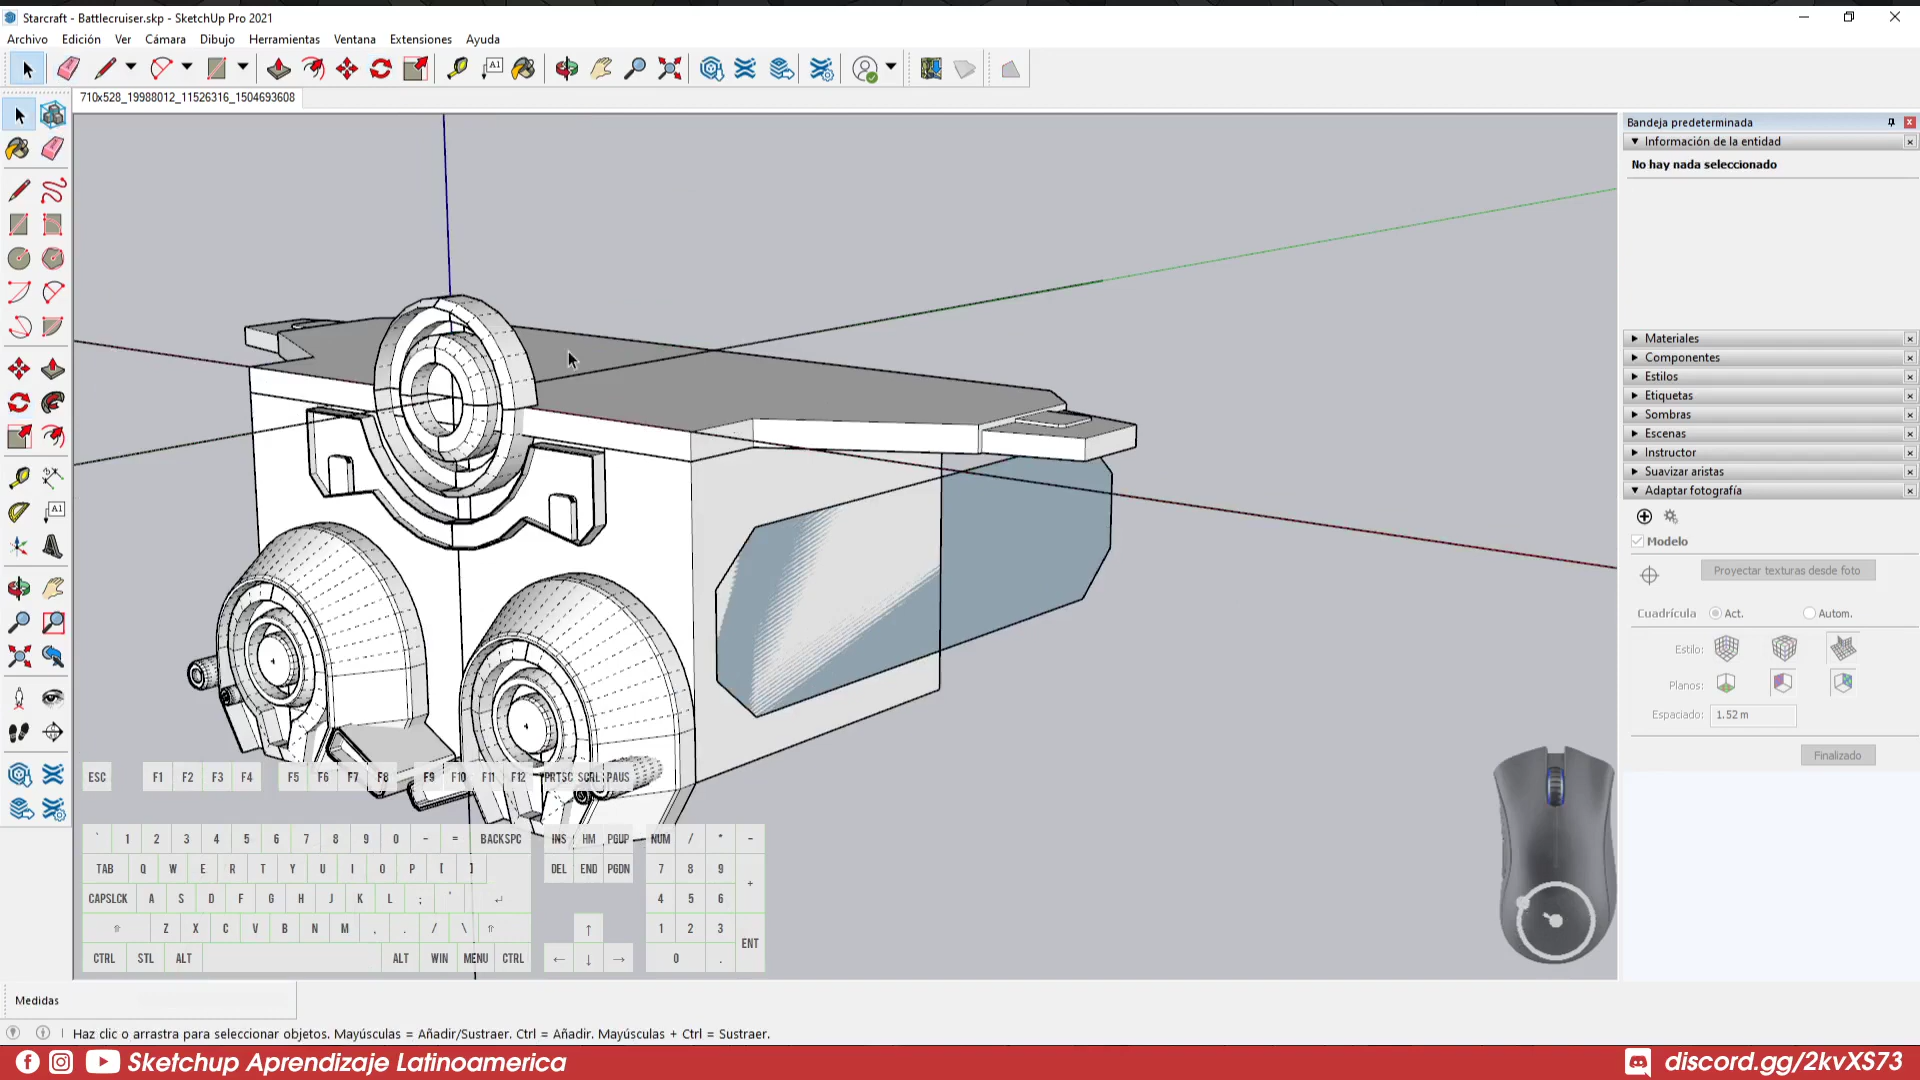 Starcraft - Battlecruiser.skp - SketchUp Pro 2021
Archivo Edición Ver Cámara Dibujo Herramientas Ventana Extensiones Ayuda
710x528_19988012_11526316_1504693608
Bandeja predeterminada
Información de la entidad
No hay nada seleccionado
Materiales
Componentes
Estilos
Etiquetas
Sombras
Escenas
Instructor
Suavizar aristas
Adaptar fotografía
Modelo
Proyectar texturas desde foto
Cuadrícula Act. Autom.
Estilo:
Planos:
Espaciado: 1.52 m
Finalizado
A1
A1
ESC F1 F2 F3 F4 F5 F6 F7 F8 F9 F10 F11 F12 PRTSC SCRL PAUS
` 1 2 3 4 5 6 7 8 9 0 - = BACKSPC INS HM PGUP NUM / * -
TAB Q W E R T Y U I O P [ ] DEL END PGDN 7 8 9 +
CAPSLCK A S D F G H J K L ; ' ↵ 4 5 6
⇧ Z X C V B N M , . / \ ⇧ ↑ 1 2 3 ENT
CTRL STL ALT ALT WIN MENU CTRL ← ↓ → 0 .
Medidas
Haz clic o arrastra para seleccionar objetos. Mayúsculas = Añadir/Sustraer. Ctrl = Añadir. Mayúsculas + Ctrl = Sustraer.
Sketchup Aprendizaje Latinoamerica
discord.gg/2kvXS73